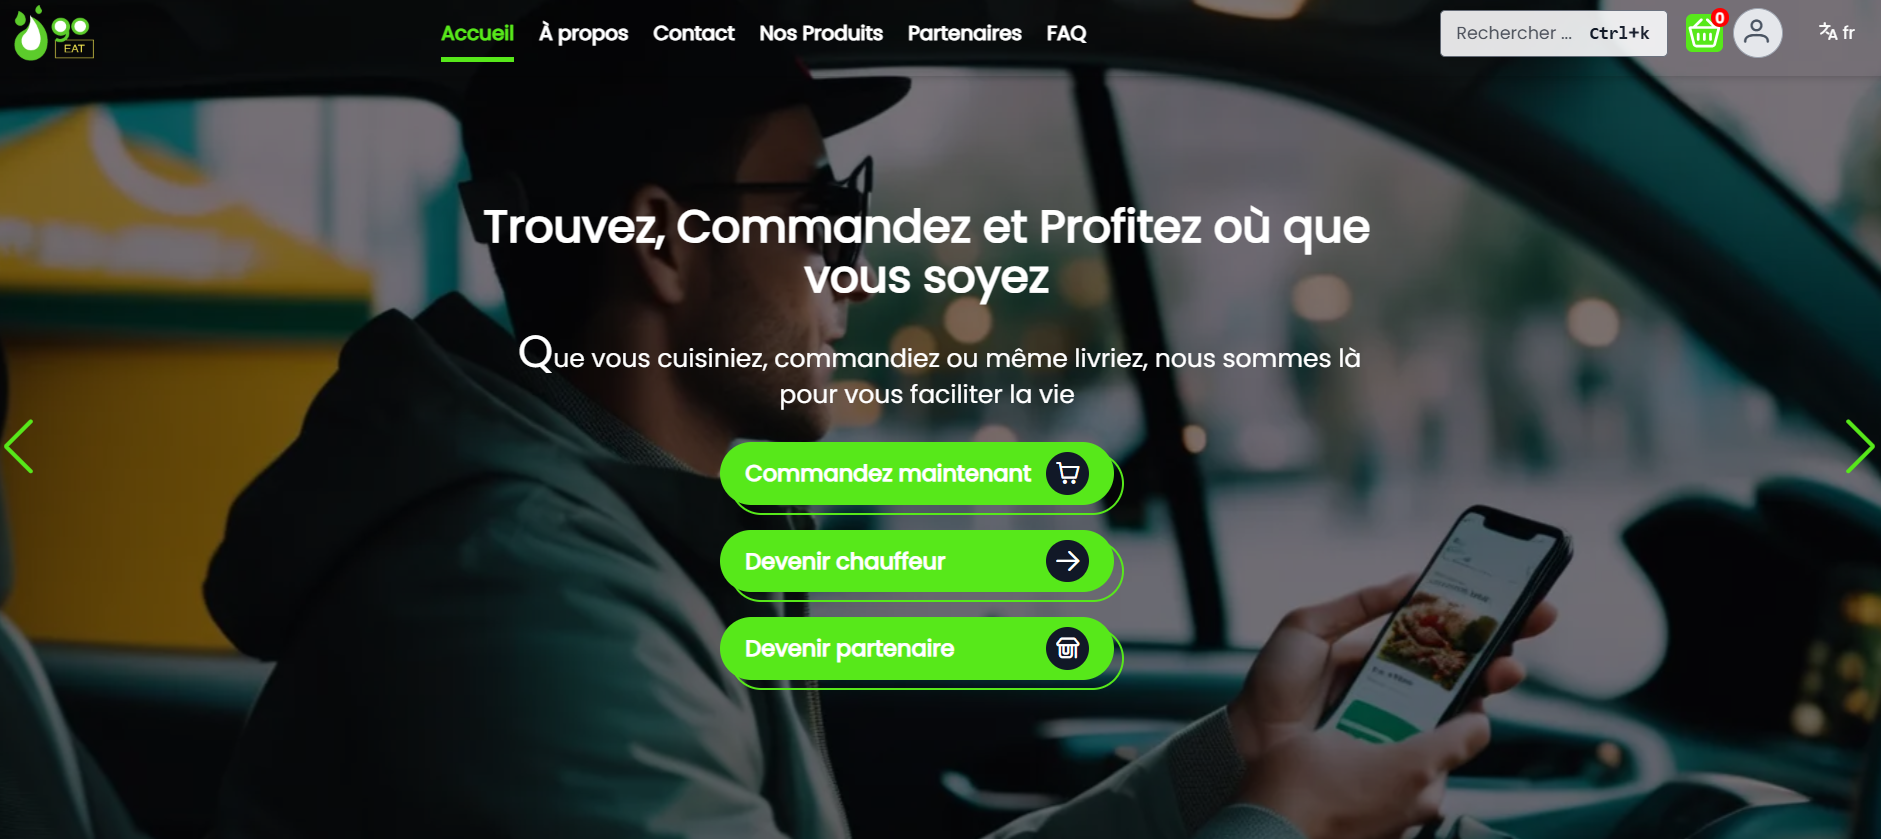 go
EAT
Accueil À propos Contact Nos Produits Partenaires FAQ
Rechercher ... Ctrl+k
0
fr
Trouvez, Commandez et Profitez où que
vous soyez
Que vous cuisiniez, commandiez ou même livriez, nous sommes là
pour vous faciliter la vie
Commandez maintenant
Devenir chauffeur
Devenir partenaire